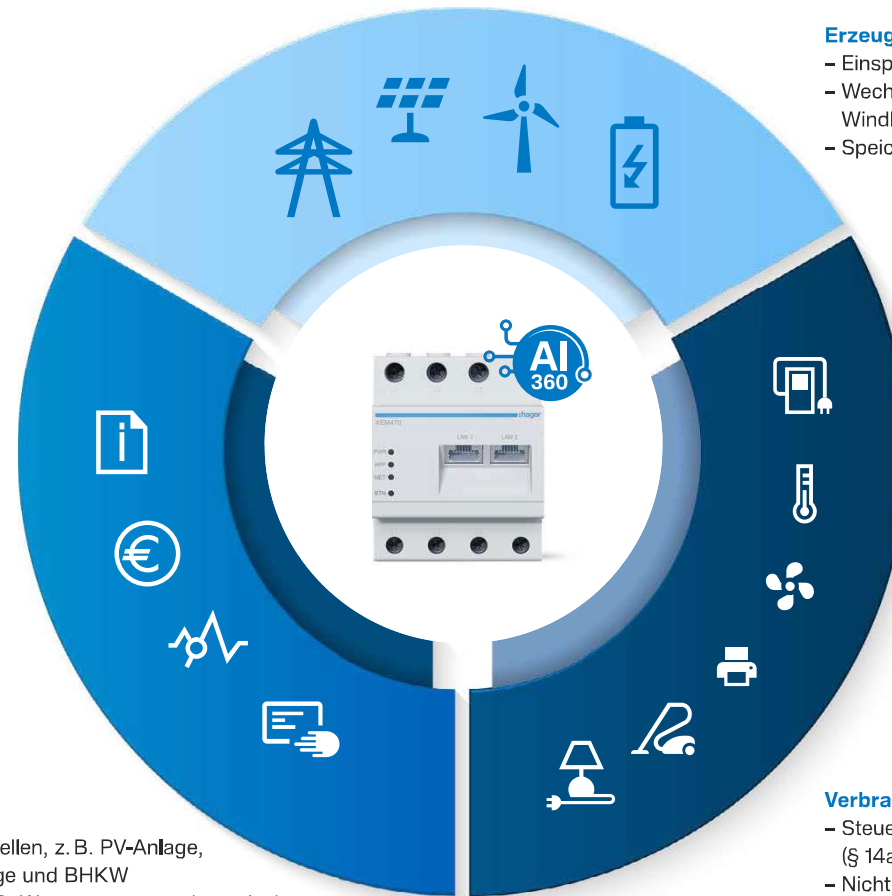 – Speic
AI
360
:hager
XEM470
LAN 1 LAN 2
PWR
APP
NET
BTN
i
€
ellen, z. B. PV-Anlage,
ge und BHKW
Erzeug
– Einsp
– Wech
Wind
Verbra
– Steue
(§ 14a
– Nicht